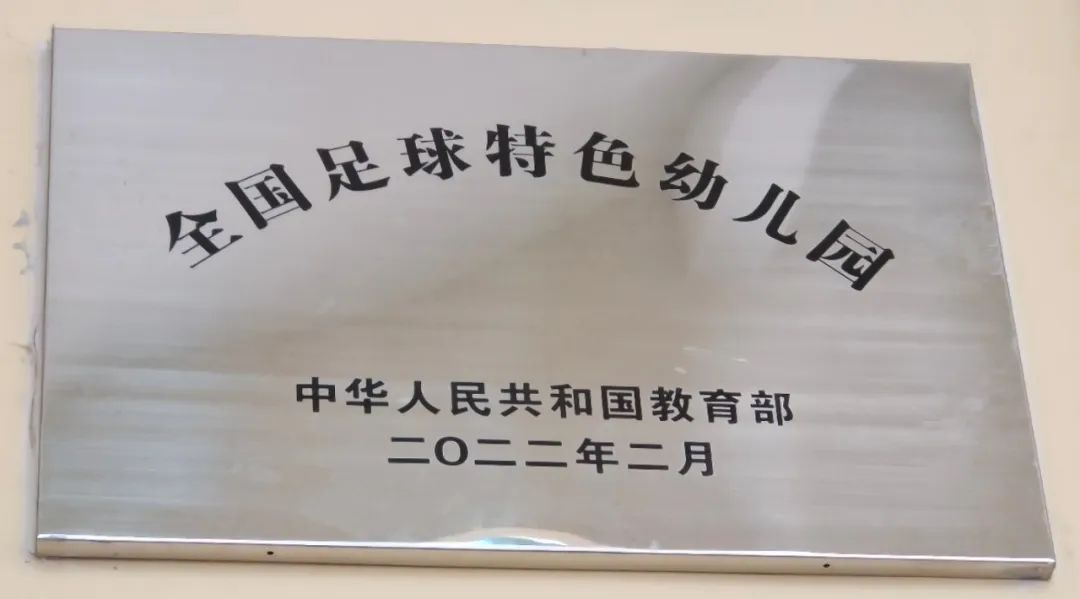 全国足球特色幼儿园
中华人民共和国教育部
二〇二二年二月